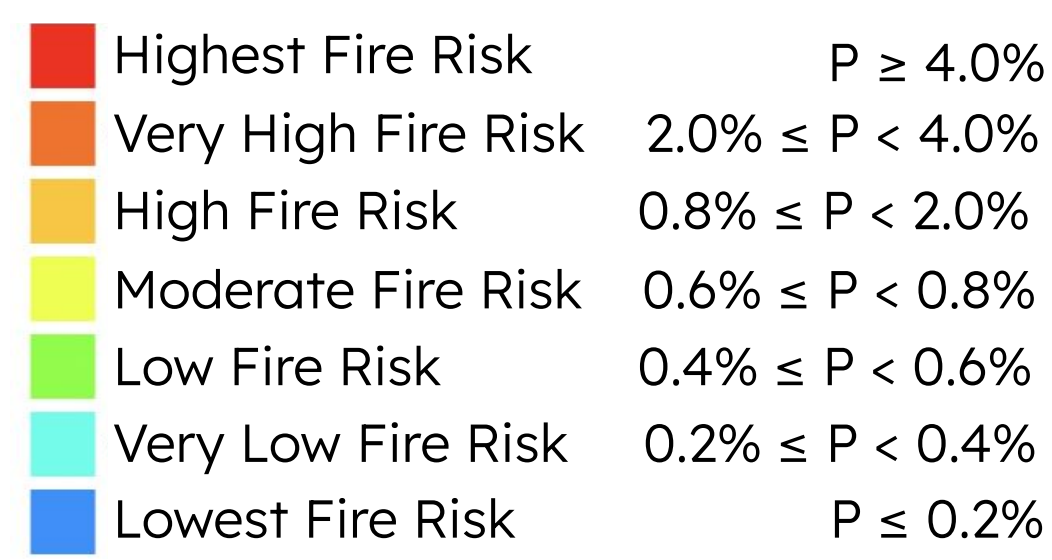 Highest Fire Risk P ≥ 4.0%
Very High Fire Risk 2.0% ≤ P < 4.0%
High Fire Risk 0.8% ≤ P < 2.0%
Moderate Fire Risk 0.6% ≤ P < 0.8%
Low Fire Risk 0.4% ≤ P < 0.6%
Very Low Fire Risk 0.2% ≤ P < 0.4%
Lowest Fire Risk P ≤ 0.2%